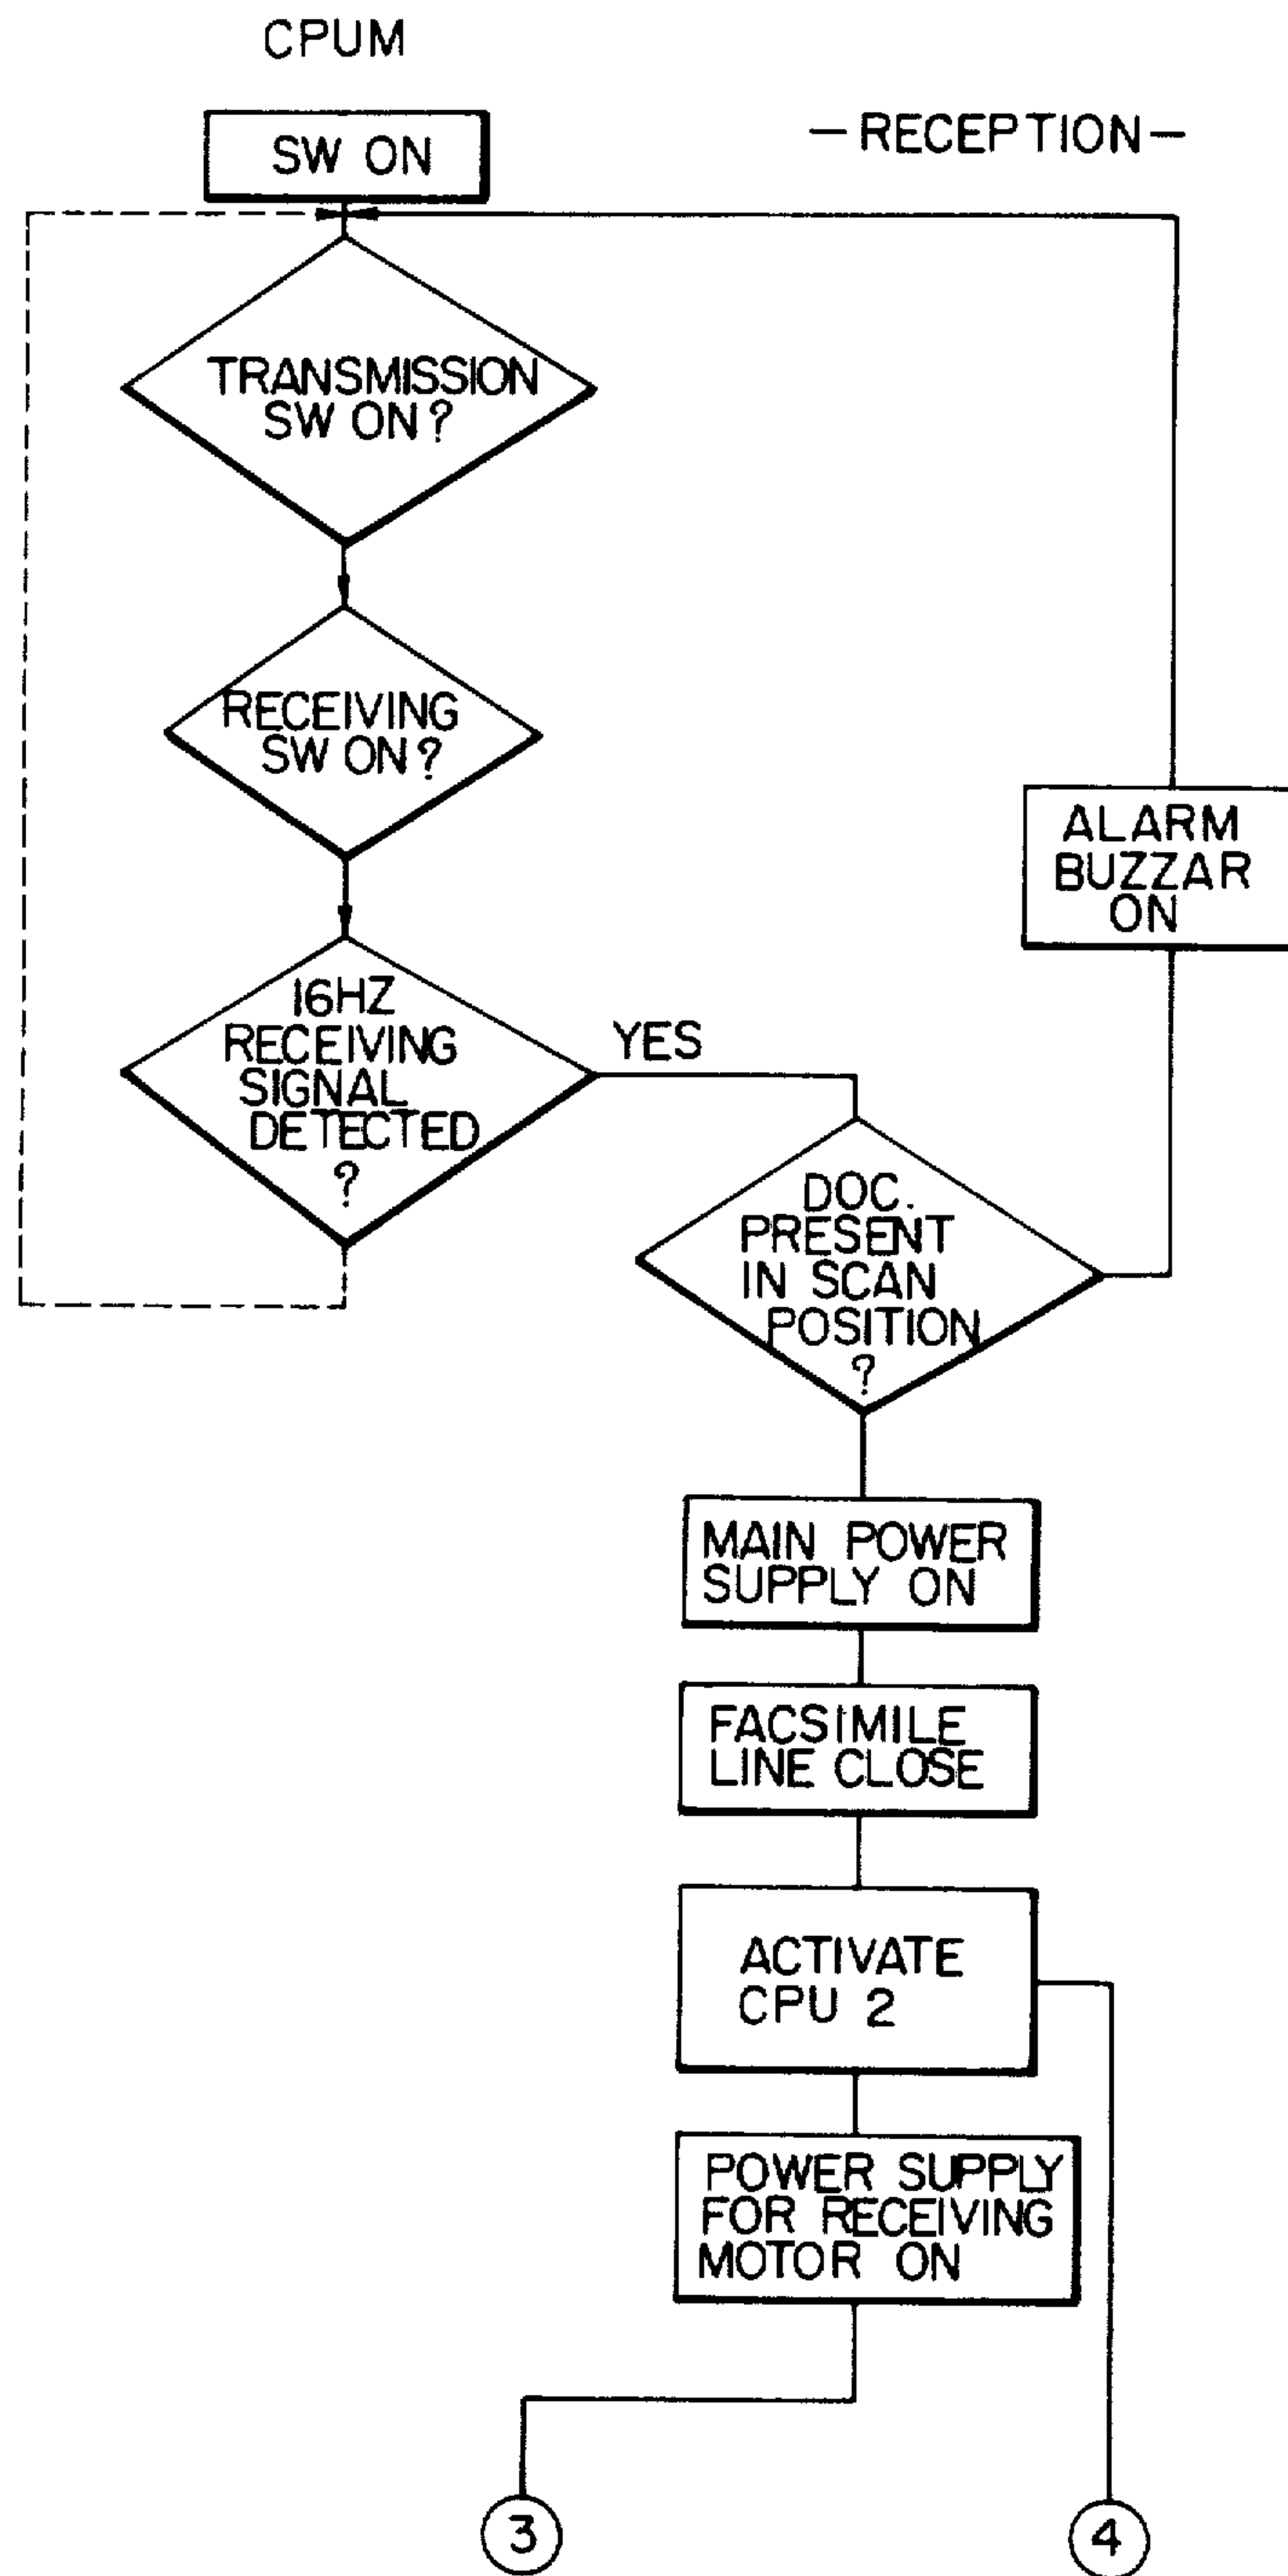 CPUM
SW ON
—RECEPTION—
TRANSMISSION
SW ON?
RECEIVING
SW ON?
ALARM
BUZZAR
ON
16HZ
RECEIVING
SIGNAL
DETECTED
?
YES
DOC.
PRESENT
IN SCAN
POSITION
?
MAIN POWER
SUPPLY ON
FACSIMILE
LINE CLOSE
ACTIVATE
CPU 2
POWER SUPPLY
FOR RECEIVING
MOTOR ON
3
4